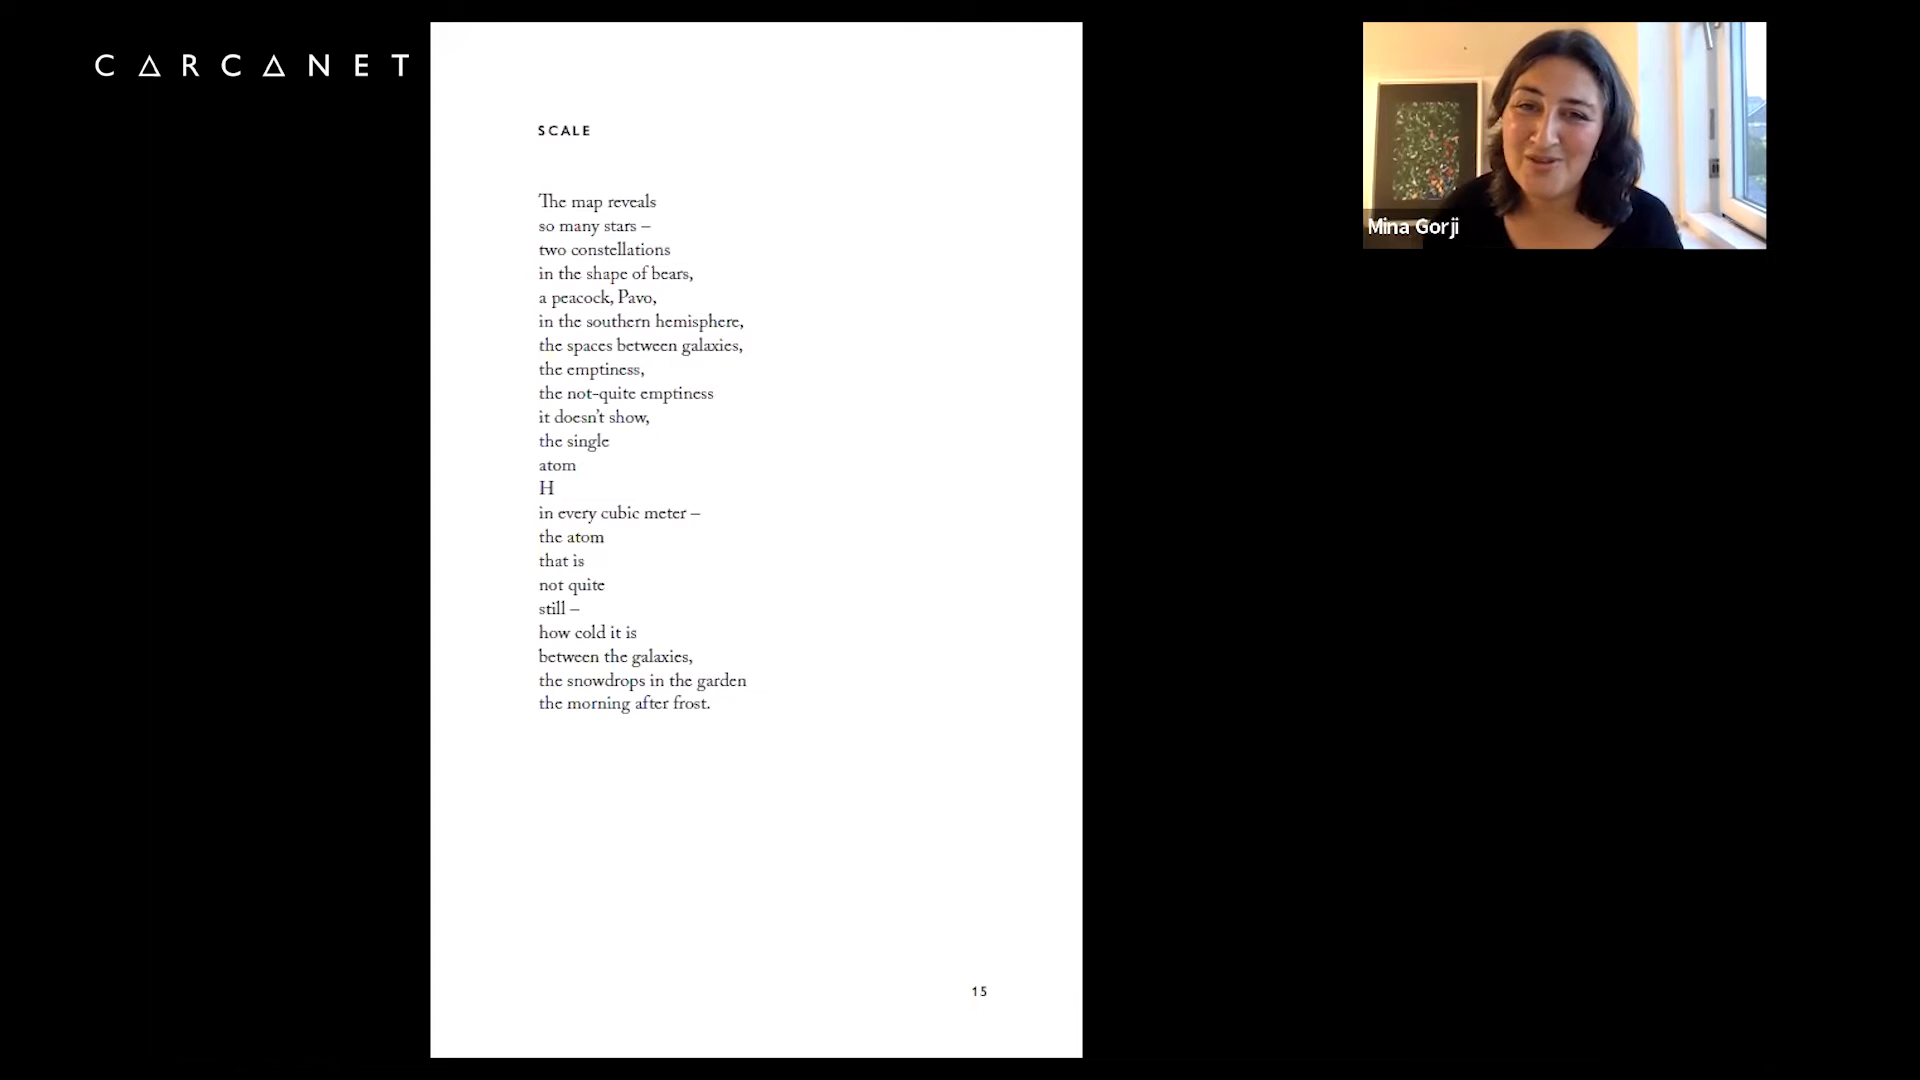 CARCANET
SCALE
The map reveals
so many stars –
two constellations
in the shape of bears,
a peacock, Pavo,
in the southern hemisphere,
the spaces between galaxies,
the emptiness,
the not-quite emptiness
it doesn’t show,
the single
atom
H
in every cubic meter –
the atom
that is
not quite
still –
how cold it is
between the galaxies,
the snowdrops in the garden
the morning after frost.
15
Mina Gorji